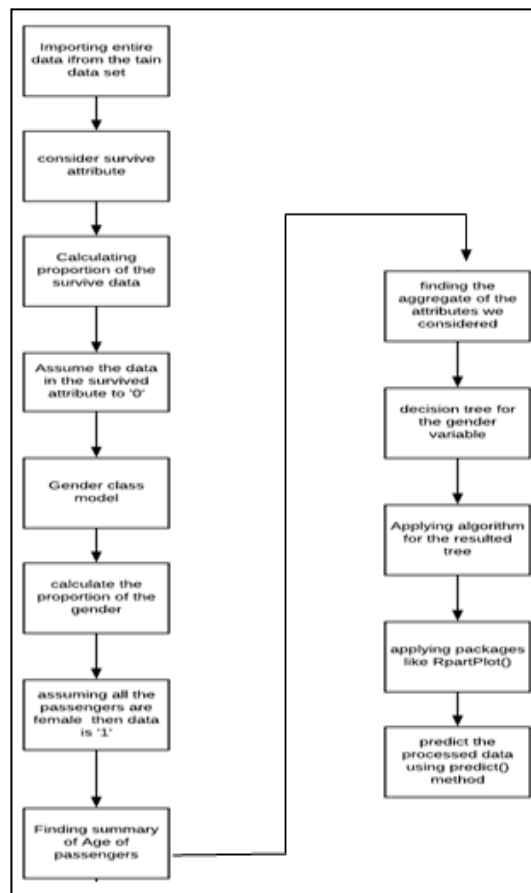 Importing entire
data ifrom the tain
data set
consider survive
attribute
Calculating
proportion of the
survive data
Assume the data
in the survived
attribute to '0'
Gender class
model
calculate the
proportion of the
gender
assuming all the
passengers are
female then data
is '1'
Finding summary
of Age of
passengers
finding the
aggregate of the
attributes we
considered
decision tree for
the gender
variable
Applying algorithm
for the resulted
tree
applying packages
like RpartPlot()
predict the
processed data
using predict()
method